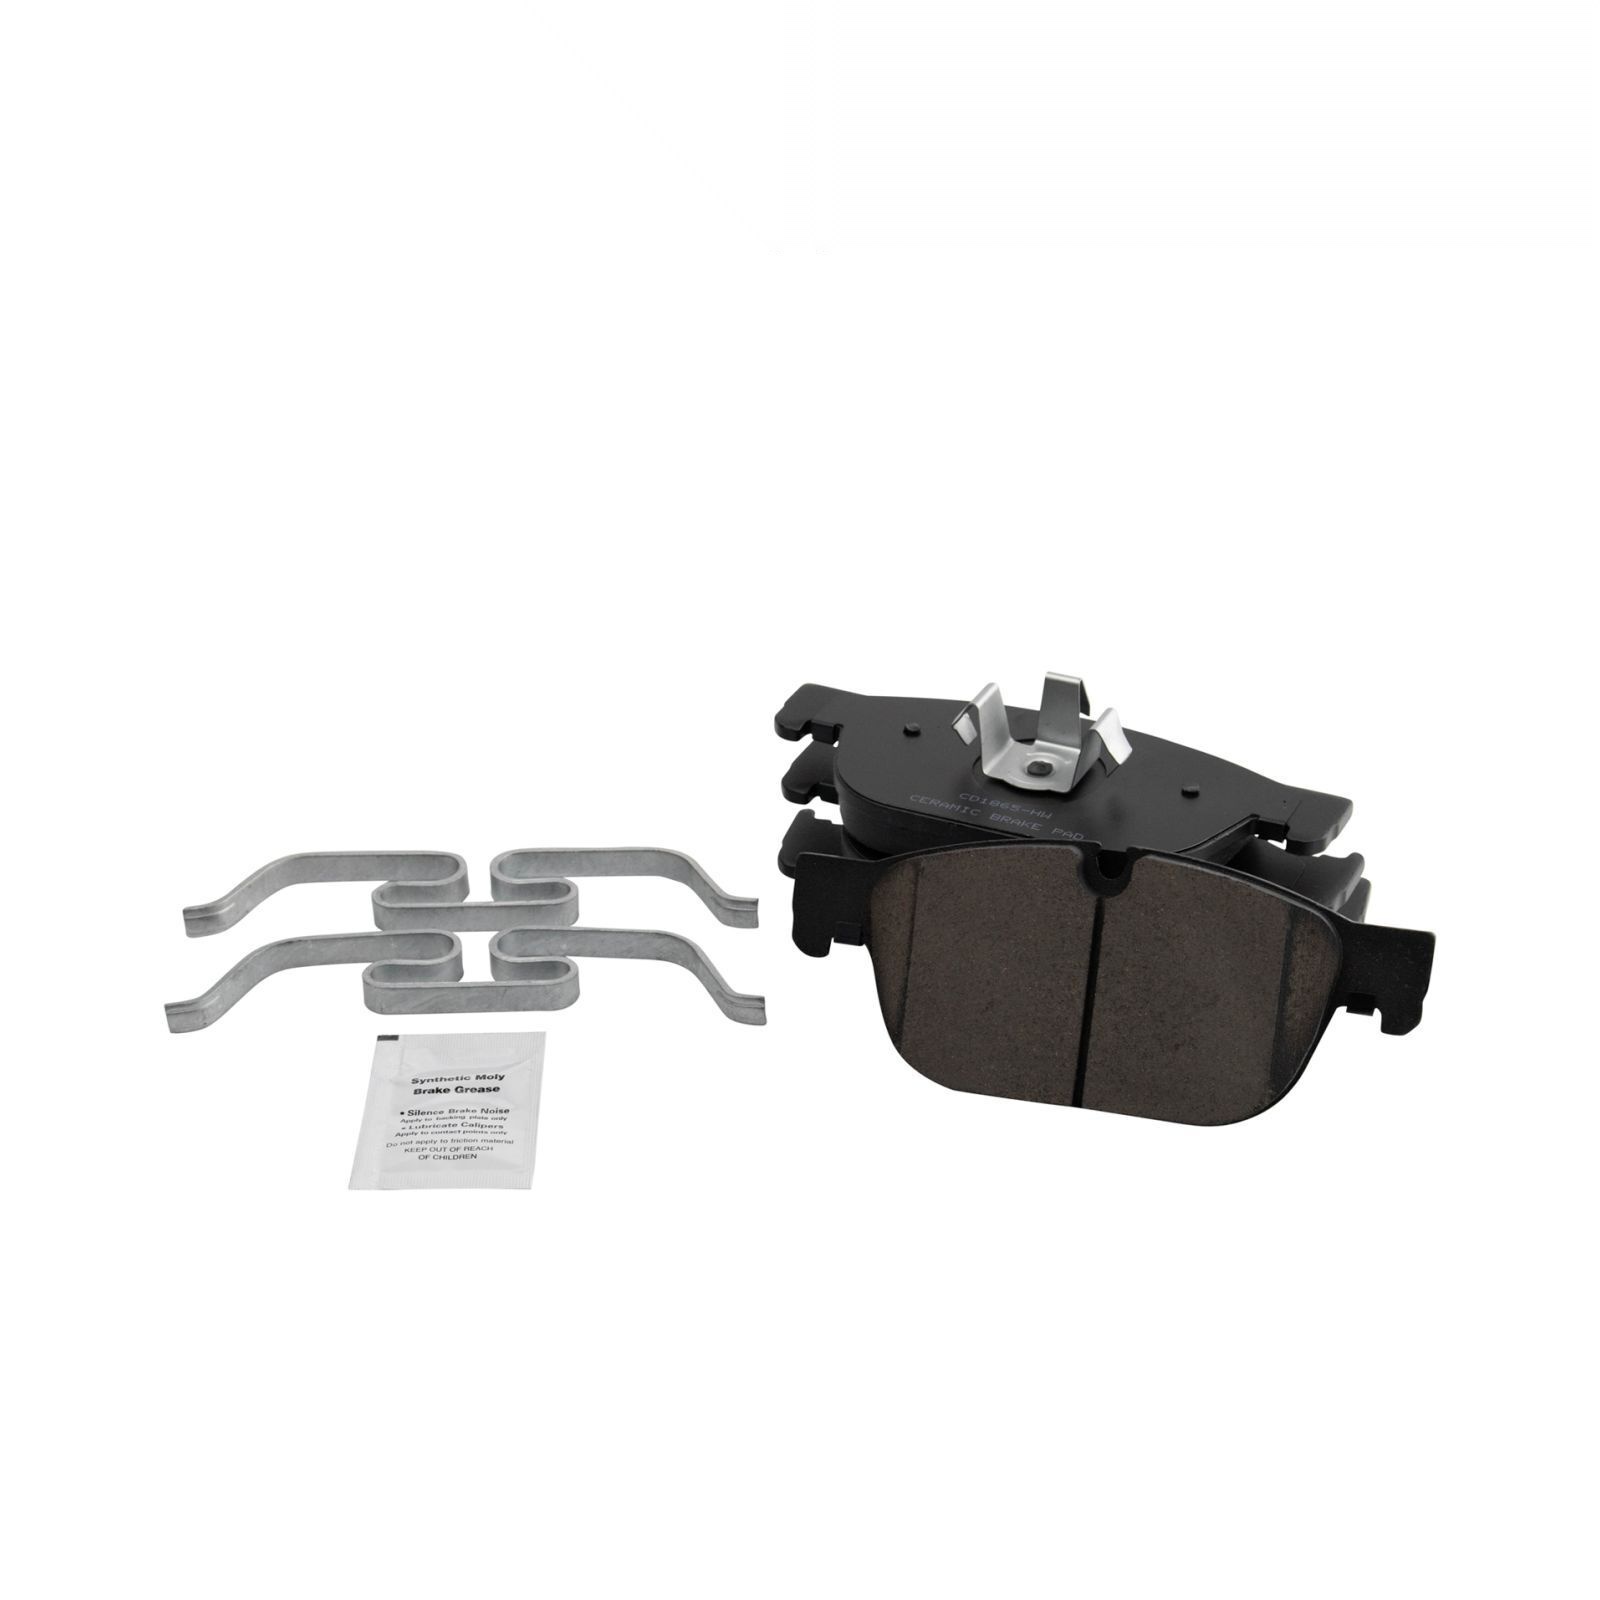 CD1865-HW
CERAMIC BRAKE PAD
Synthetic Moly
Brake Grease
• Silence Brake Noise
Apply to backing plate only
• Lubricate Calipers
Apply to contact points only
Do not apply to friction material
KEEP OUT OF REACH
OF CHILDREN